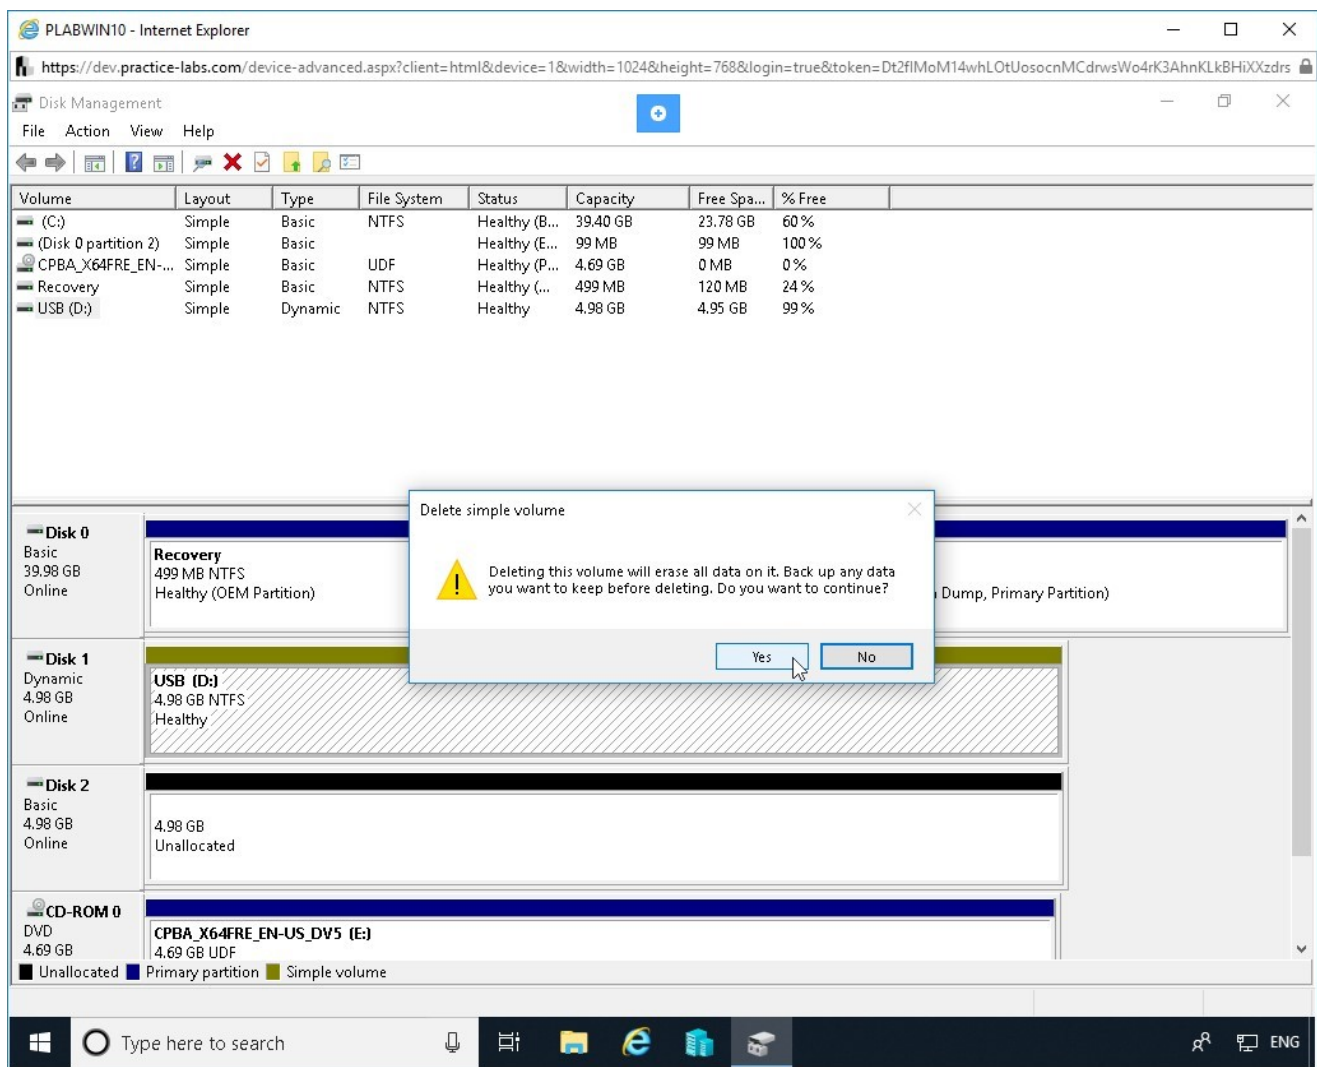 PLABWIN10 - Internet Explorer
https://dev.practice-labs.com/device-advanced.aspx?client=html&device=1&width=1024&height=768&login=true&token=Dt2flMoM14whLOtUosocnMCdrwsWo4rK3AhnKLkBHiXXzdrs
Disk Management
File Action View Help
Volume Layout Type File System Status Capacity Free Spa... % Free
(C:) Simple Basic NTFS Healthy (B... 39.40 GB 23.78 GB 60 %
(Disk 0 partition 2) Simple Basic Healthy (E... 99 MB 99 MB 100 %
CPBA_X64FRE_EN-... Simple Basic UDF Healthy (P... 4.69 GB 0 MB 0 %
Recovery Simple Basic NTFS Healthy (... 499 MB 120 MB 24 %
USB (D:) Simple Dynamic NTFS Healthy 4.98 GB 4.95 GB 99 %
Delete simple volume
Deleting this volume will erase all data on it. Back up any data
you want to keep before deleting. Do you want to continue?
Yes No
Disk 0
Basic
39.98 GB
Online
Recovery
499 MB NTFS
Healthy (OEM Partition)
Dump, Primary Partition)
Disk 1
Dynamic
4.98 GB
Online
USB (D:)
4.98 GB NTFS
Healthy
Disk 2
Basic
4.98 GB
Online
4.98 GB
Unallocated
CD-ROM 0
DVD
4.69 GB
CPBA_X64FRE_EN-US_DV5 (E:)
4.69 GB UDF
Unallocated Primary partition Simple volume
Type here to search
ENG